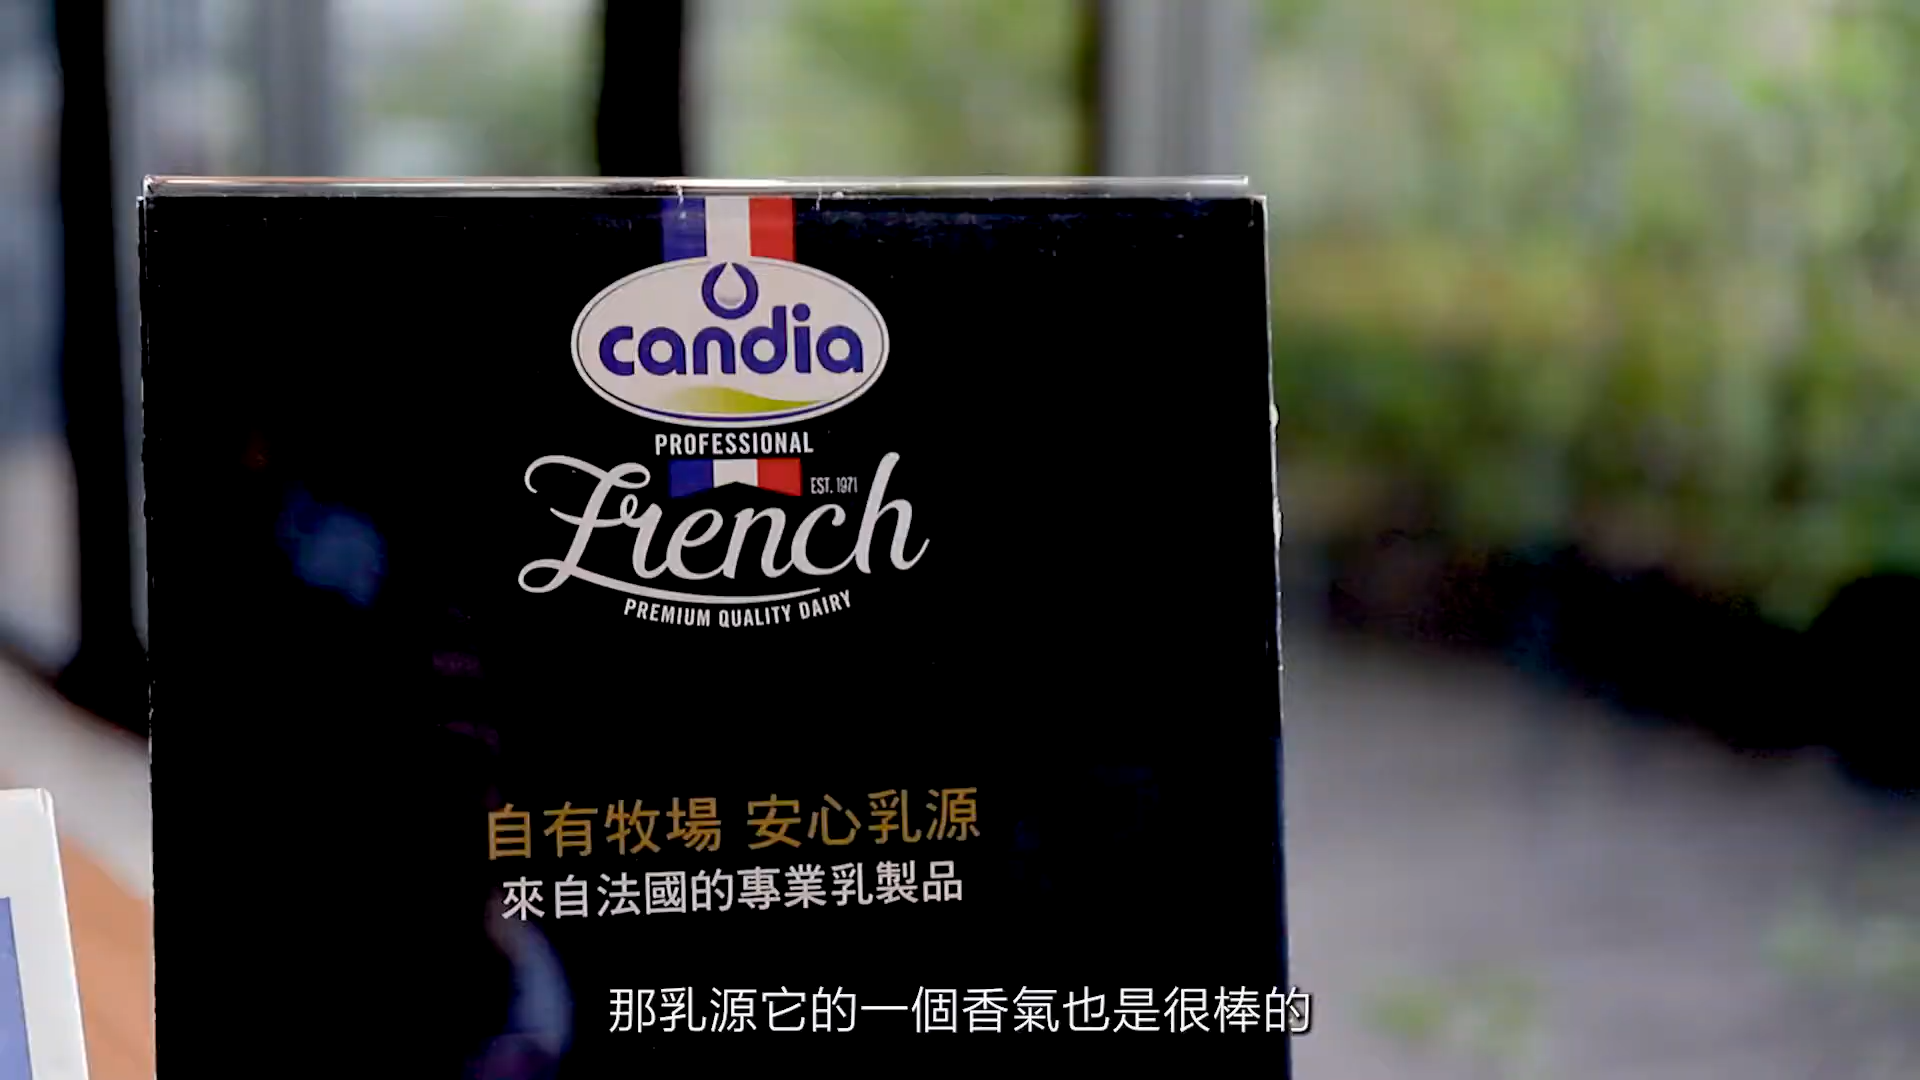 candia
PROFESSIONAL
EST. 1971
French
PREMIUM QUALITY DAIRY
自有牧場 安心乳源
來自法國的專業乳製品
那乳源它的一個香氣也是很棒的